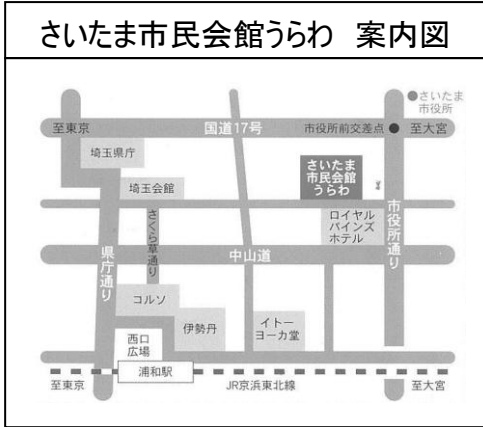 さいたま市民会館うらわ 案内図
●さいたま
市役所
至東京
国道17号
市役所前交差点
至大宮
埼玉県庁
さいたま
市民会館
うらわ
埼玉会館
さくら草通り
ロイヤル
パインズ
ホテル
市役所通り
県庁通り
中山道
コルソ
伊勢丹
イトー
ヨーカ堂
西口
広場
浦和駅
至東京
JR京浜東北線
至大宮